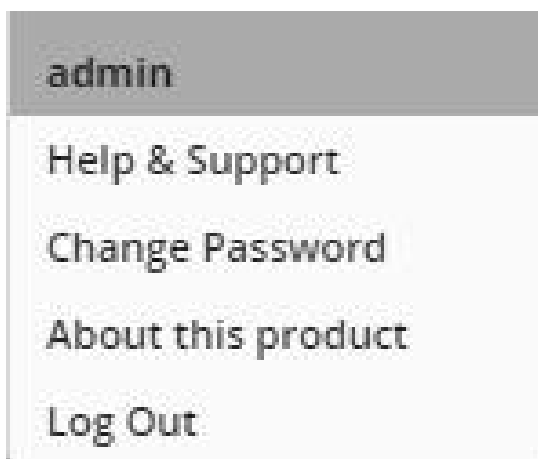 admin
Help & Support
Change Password
About this product
Log Out